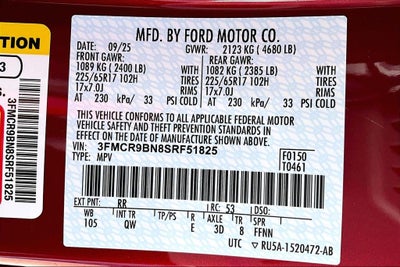 MFD. BY FORD MOTOR CO.
DATE: 09/25 GVWR: 2123 KG ( 4680 LB)
FRONT GAWR: REAR GAWR:
1089 KG ( 2400 LB) 1082 KG ( 2385 LB)
225/65R17 102H TIRES 225/65R17 102H TIRES
17x7.0J RIMS 17x7.0J RIMS
AT 230 kPa/ 33 PSI COLD AT 230 kPa/ 33 PSI COLD
THIS VEHICLE CONFORMS TO ALL APPLICABLE FEDERAL MOTOR
VEHICLE SAFETY AND THEFT PREVENTION STANDARDS IN EFFECT
ON THE DATE OF MANUFACTURE SHOWN ABOVE.
VIN: 3FMCR9BN8SRF51825
TYPE: MPV
F0150
T0461
EXT PNT: RR RC: 53 DSO:
WB INT TR TP/PS R AXLE TR SPR
105 QW E 3D 8 FFNN
UTC ▽ RU5A-1520472-AB
TION
3
S.
3FMCR9BN8SRF51825